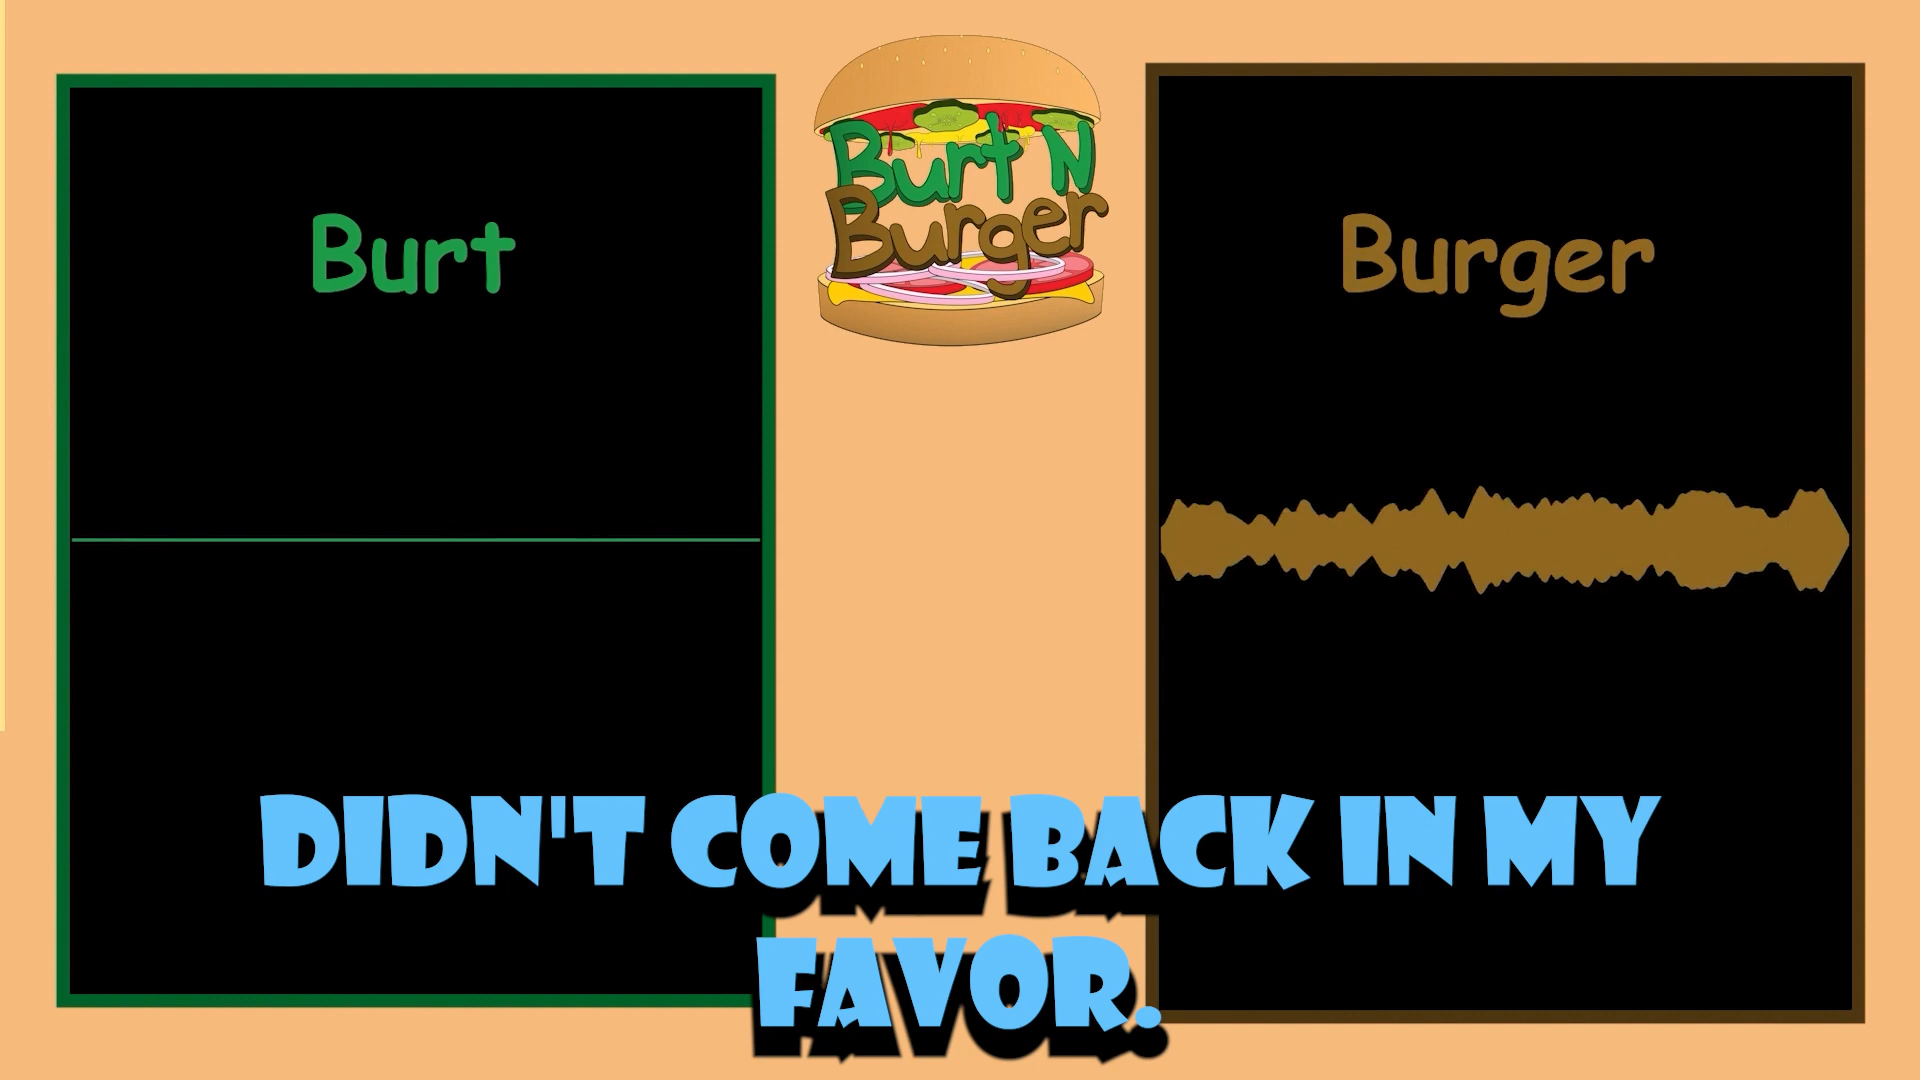 Burt N
Burger
Burt
Burger
DIDN'T COME BACK IN MY
FAVOR.